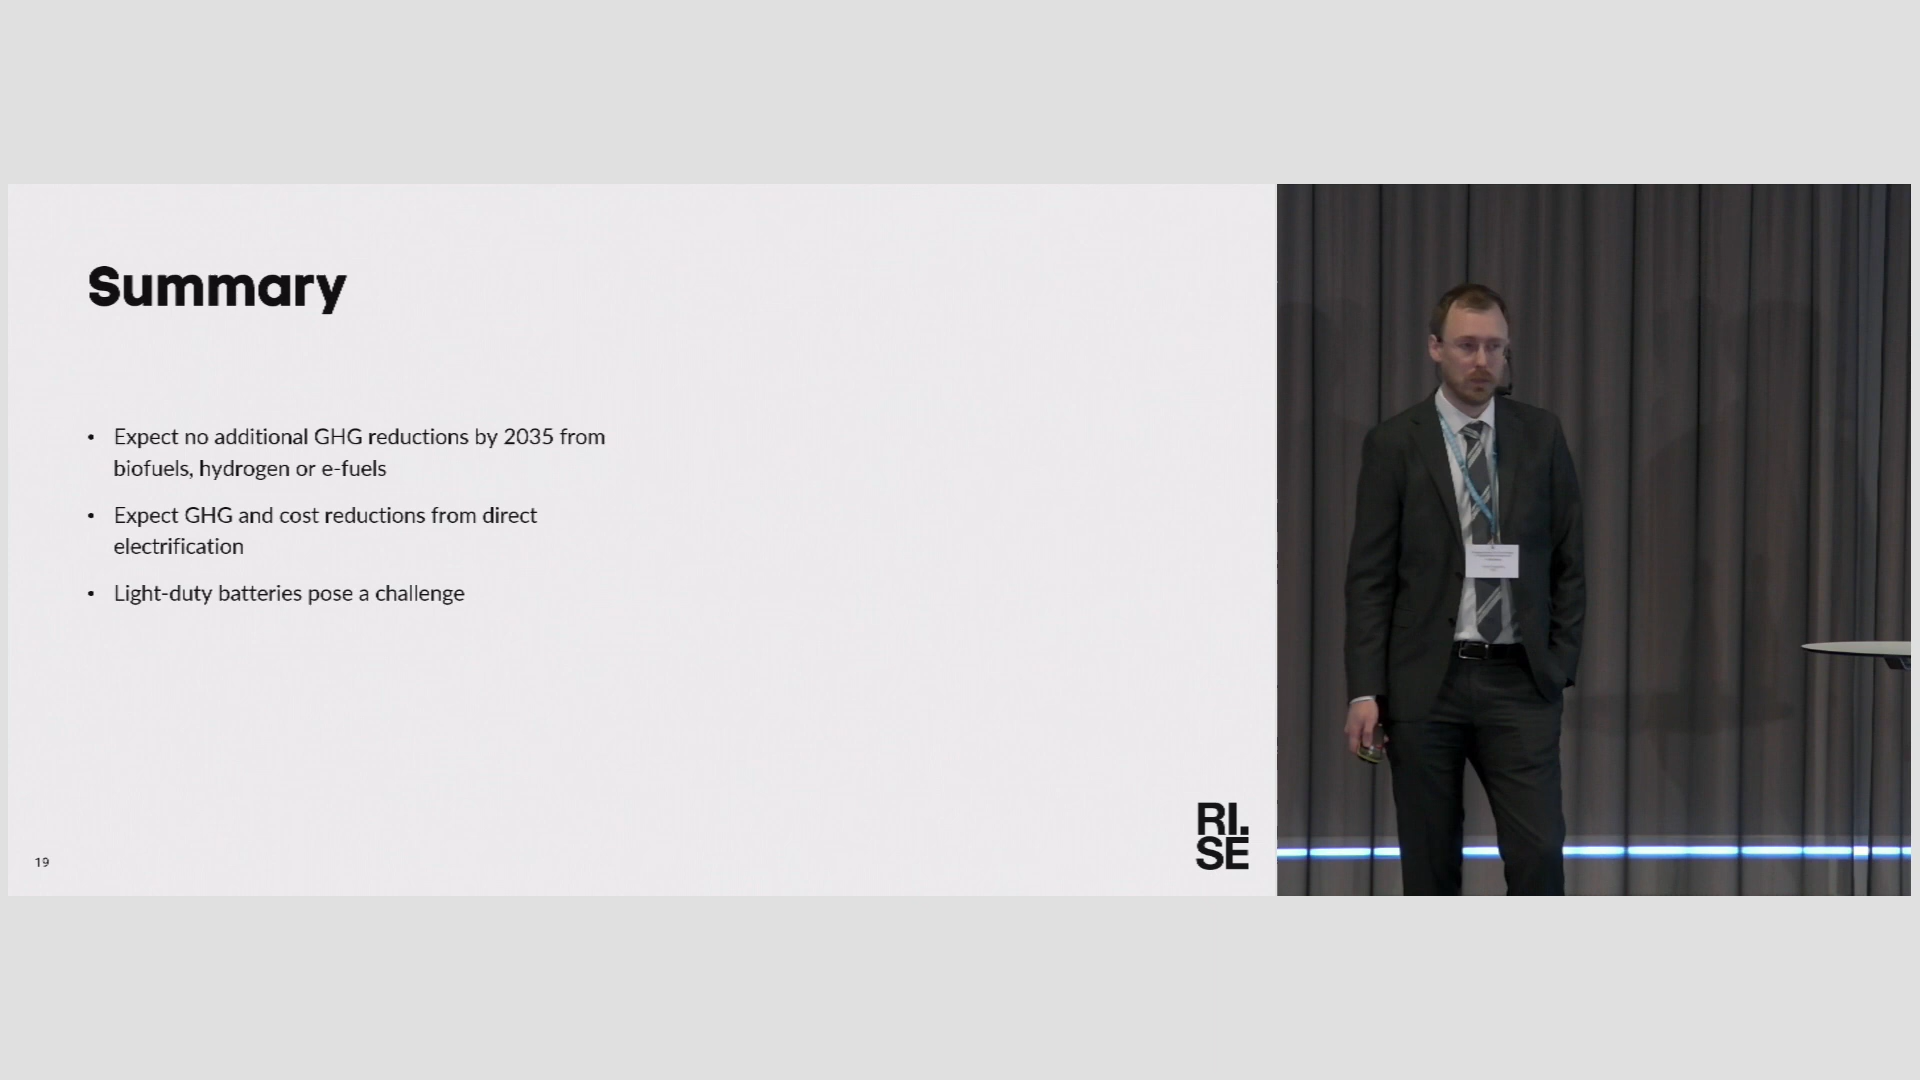 Summary
• Expect no additional GHG reductions by 2035 from
biofuels, hydrogen or e-fuels
• Expect GHG and cost reductions from direct
electrification
• Light-duty batteries pose a challenge
19
RI.
SE